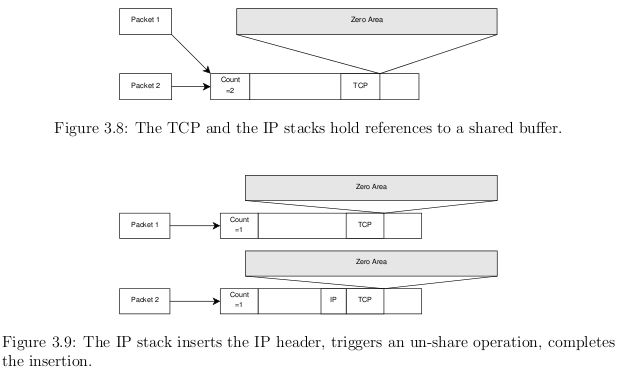 Packet 1
Zero Area
Packet 2
Count
=2
TCP
Figure 3.8: The TCP and the IP stacks hold references to a shared buffer.
Zero Area
Packet 1
Count
=1
TCP
Zero Area
Packet 2
Count
=1
IP
TCP
Figure 3.9: The IP stack inserts the IP header, triggers an un-share operation, completes
the insertion.